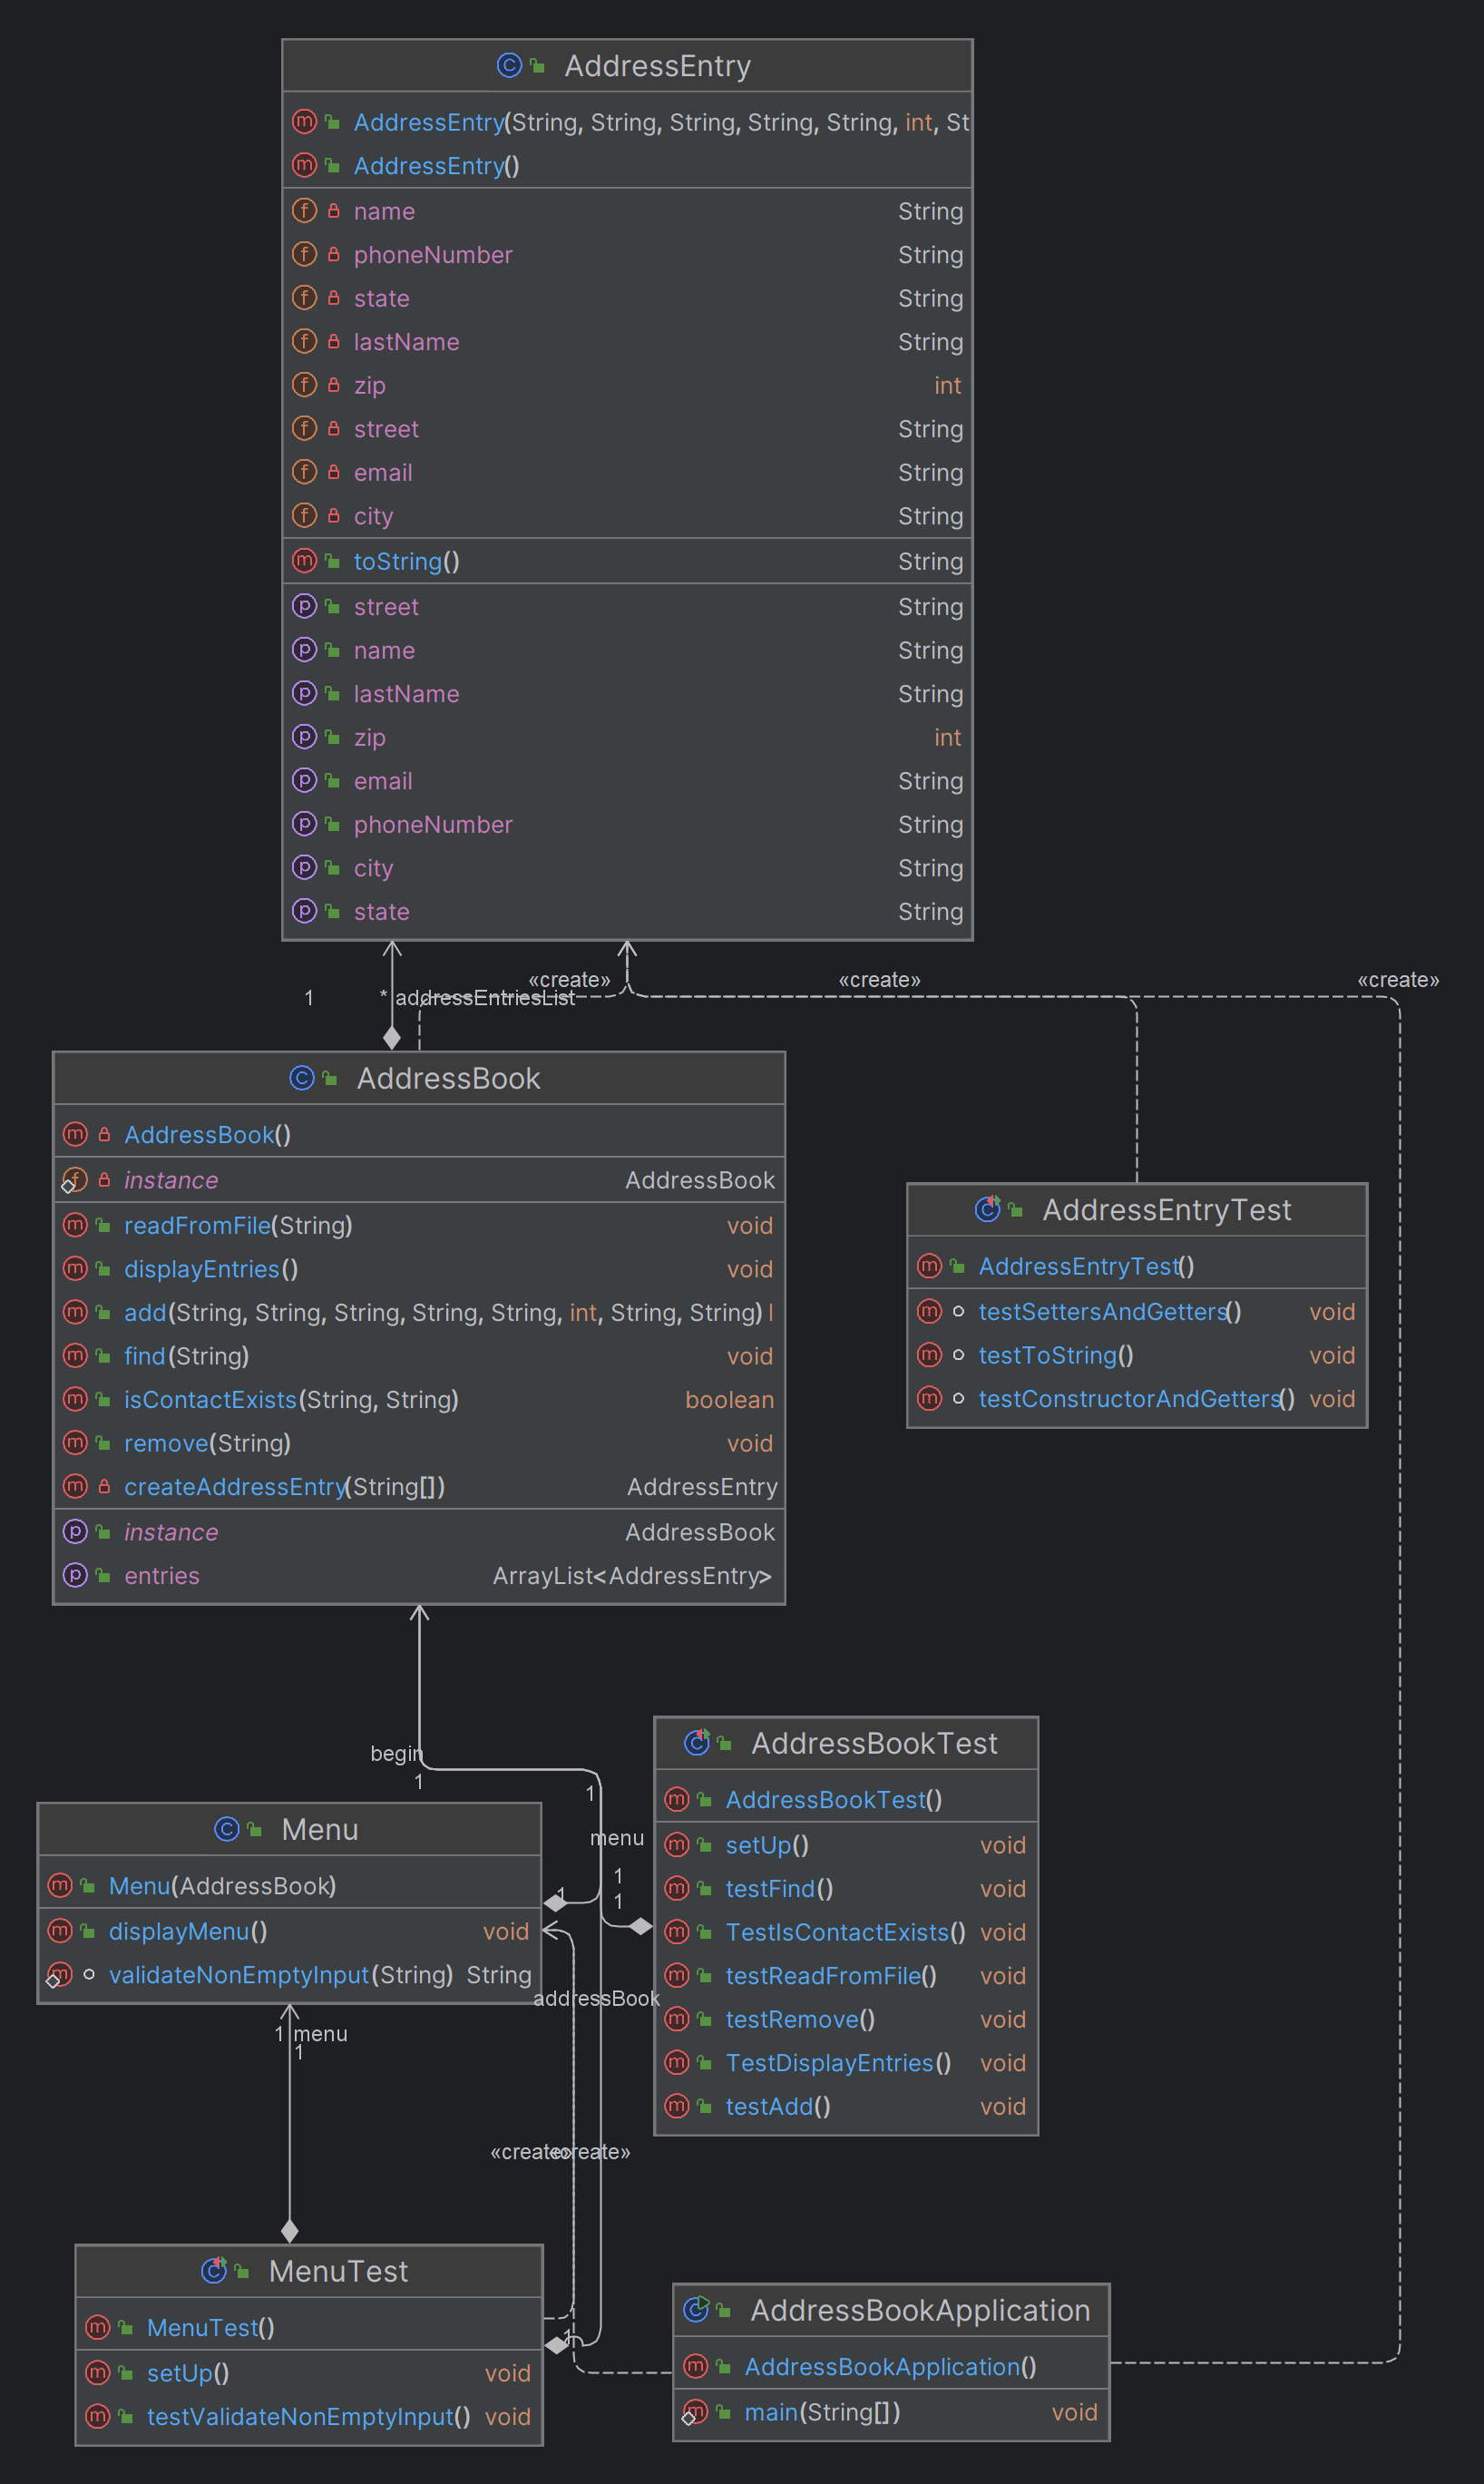 AddressEntry
AddressEntry(String, String, String, String, String, int, St
AddressEntry()
name String
phoneNumber String
state String
lastName String
zip int
street String
email String
city String
toString() String
street String
name String
lastName String
zip int
email String
phoneNumber String
city String
state String
«create» «create» «create»
1 * addressEntriesList
AddressBook
AddressBook()
instance AddressBook
readFromFile(String) void
displayEntries() void
add(String, String, String, String, String, int, String, String)
find(String) void
isContactExists(String, String) boolean
remove(String) void
createAddressEntry(String[]) AddressEntry
instance AddressBook
entries ArrayList<AddressEntry>
AddressEntryTest
AddressEntryTest()
testSettersAndGetters() void
testToString() void
testConstructorAndGetters() void
begin
1
1
menu
1
1
1
AddressBookTest
AddressBookTest()
setUp() void
testFind() void
TestIsContactExists() void
testReadFromFile() void
testRemove() void
TestDisplayEntries() void
testAdd() void
Menu
Menu(AddressBook)
displayMenu() void
validateNonEmptyInput(String) String
addressBook
1 menu
1
«create»
«create»
MenuTest
MenuTest()
setUp() void
testValidateNonEmptyInput() void
1
AddressBookApplication
AddressBookApplication()
main(String[]) void